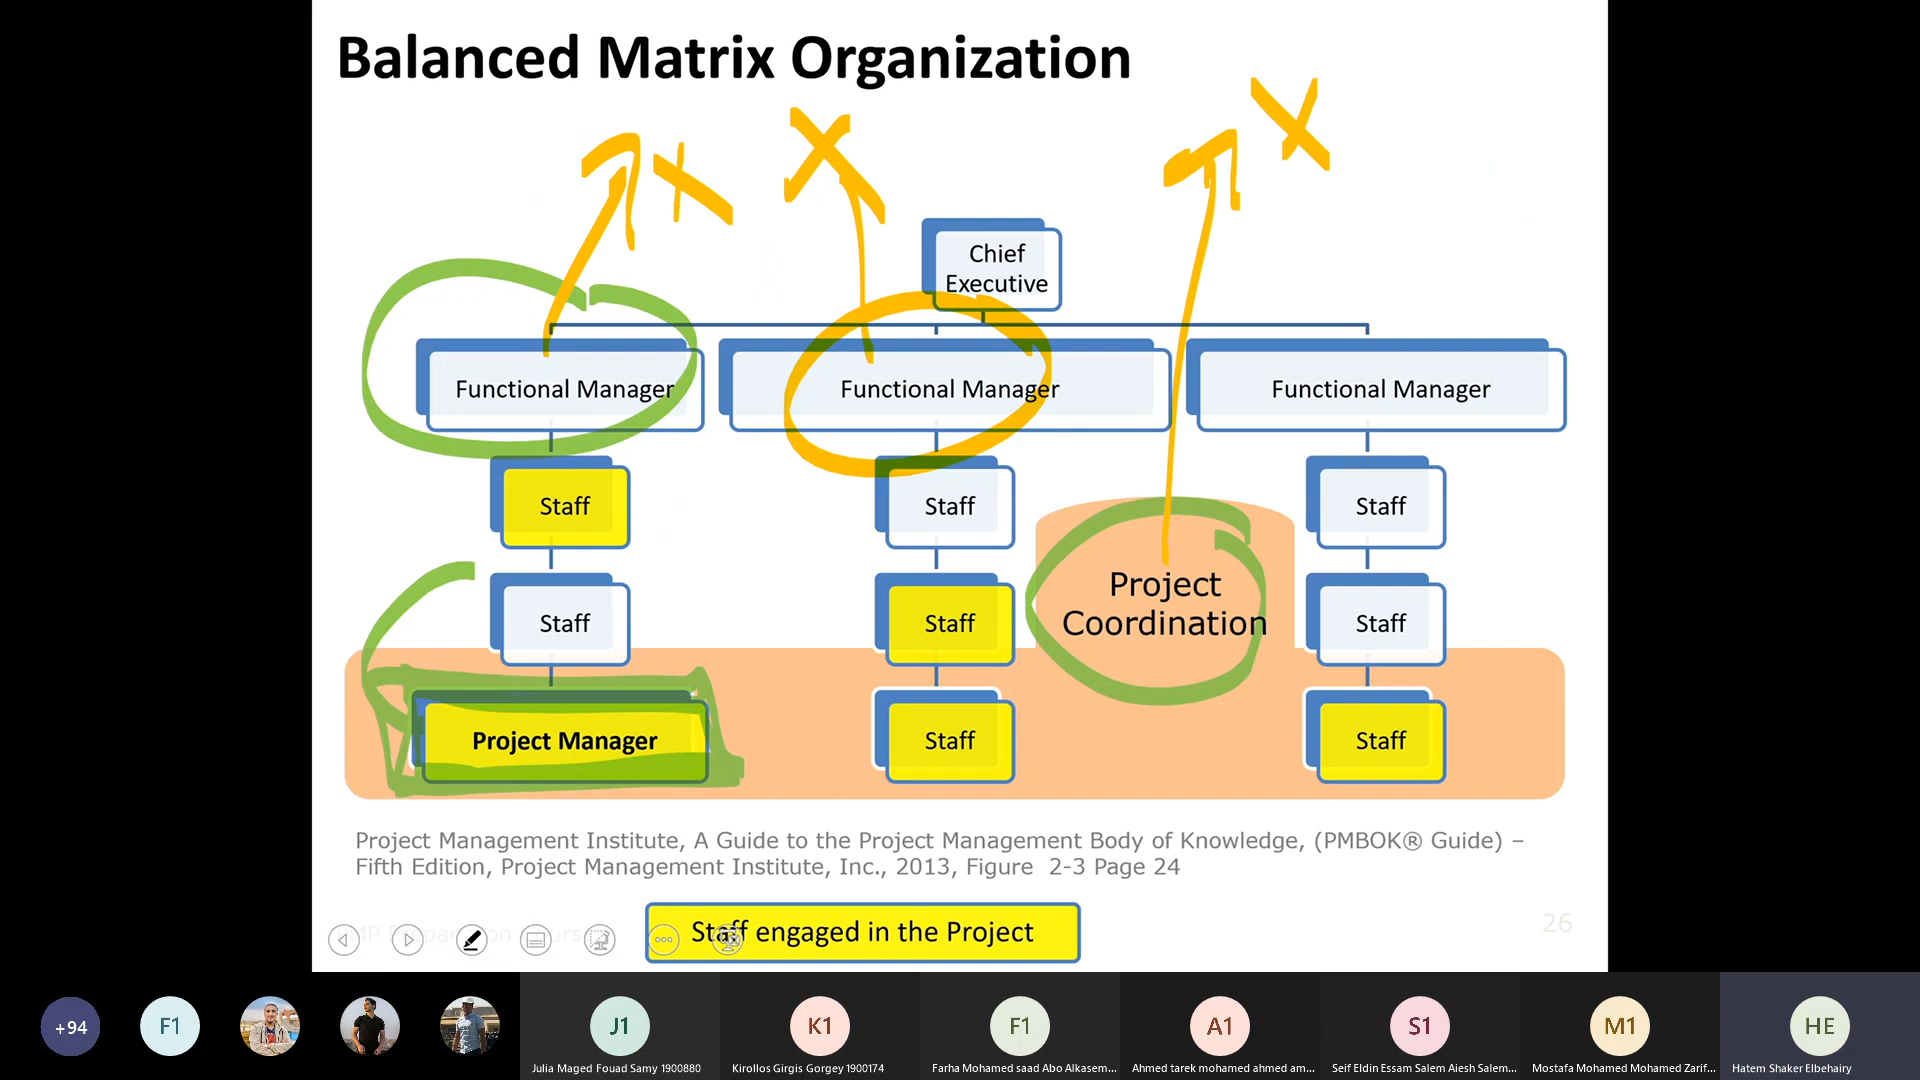 Balanced Matrix Organization
X X X
Chief
Executive
Functional Manager Functional Manager Functional Manager
Staff Staff Staff
Project
Coordination
Staff Staff Staff
Project Manager Staff Staff
Project Management Institute, A Guide to the Project Management Body of Knowledge, (PMBOK® Guide) –
Fifth Edition, Project Management Institute, Inc., 2013, Figure 2-3 Page 24
Staff engaged in the Project
26
+94 F1 J1 K1 F1 A1 S1 M1 HE
Julia Maged Fouad Samy 1900880 Kirollos Girgis Gorgey 1900174 Farha Mohamed saad Abo Alkasem... Ahmed tarek mohamed ahmed am... Seif Eldin Essam Salem Aiesh Salem... Mostafa Mohamed Mohamed Zarif... Hatem Shaker Elbehairy